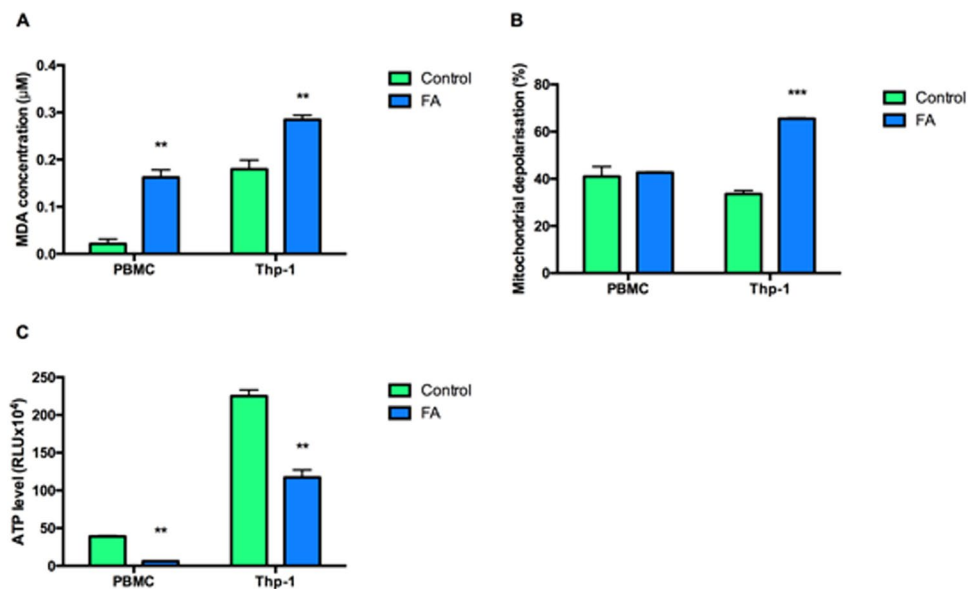 A
MDA concentration (µM)
0.4
0.3
0.2
0.1
0.0
**
**
PBMC
Thp-1
Control
FA
B
Mitochondrial depolarisation (%)
80
60
40
20
0
***
PBMC
Thp-1
Control
FA
C
ATP level (RLUx10⁴)
250
200
150
100
50
0
**
**
PBMC
Thp-1
Control
FA